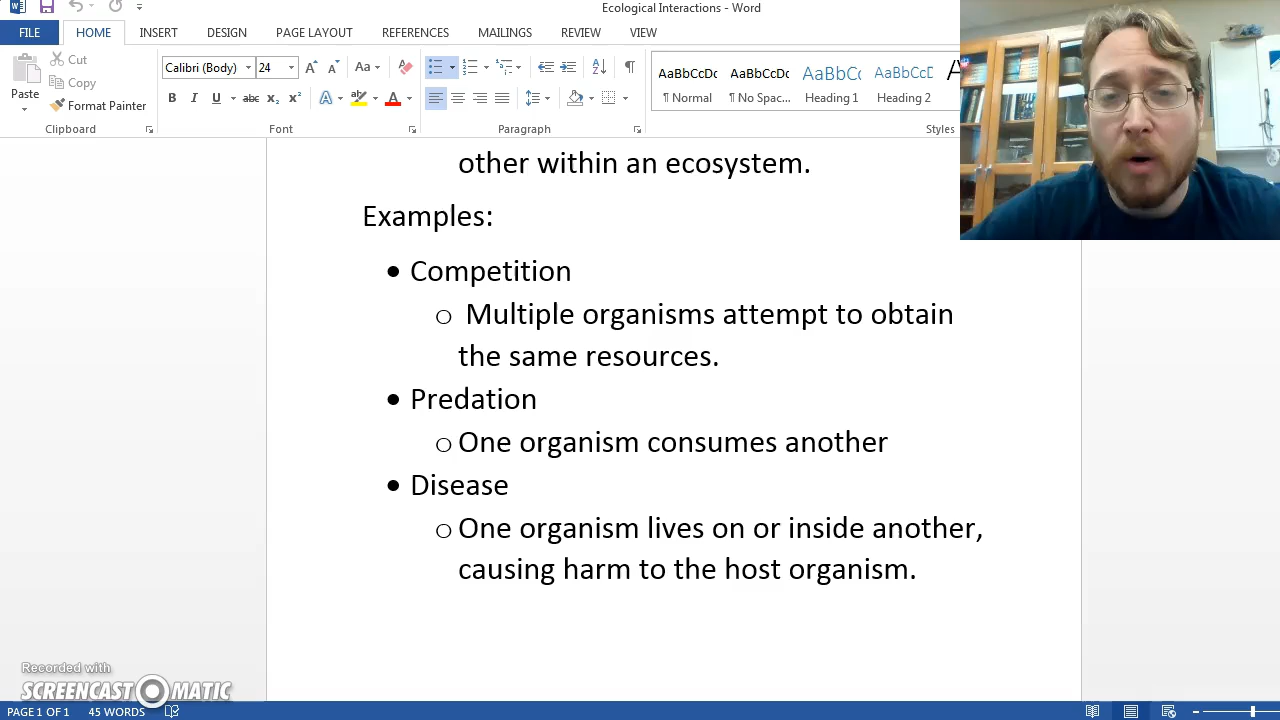 Ecological Interactions - Word
FILE HOME INSERT DESIGN PAGE LAYOUT REFERENCES MAILINGS REVIEW VIEW
Paste
Cut
Copy
Format Painter
Clipboard
Calibri (Body) 24
Font
Paragraph
AaBbCcDc AaBbCcDc AaBbCc AaBbCcD
¶ Normal ¶ No Spac... Heading 1 Heading 2
Styles
other within an ecosystem.
Examples:
• Competition
o Multiple organisms attempt to obtain
the same resources.
• Predation
o One organism consumes another
• Disease
o One organism lives on or inside another,
causing harm to the host organism.
Recorded with
SCREENCAST-O-MATIC
PAGE 1 OF 1 45 WORDS